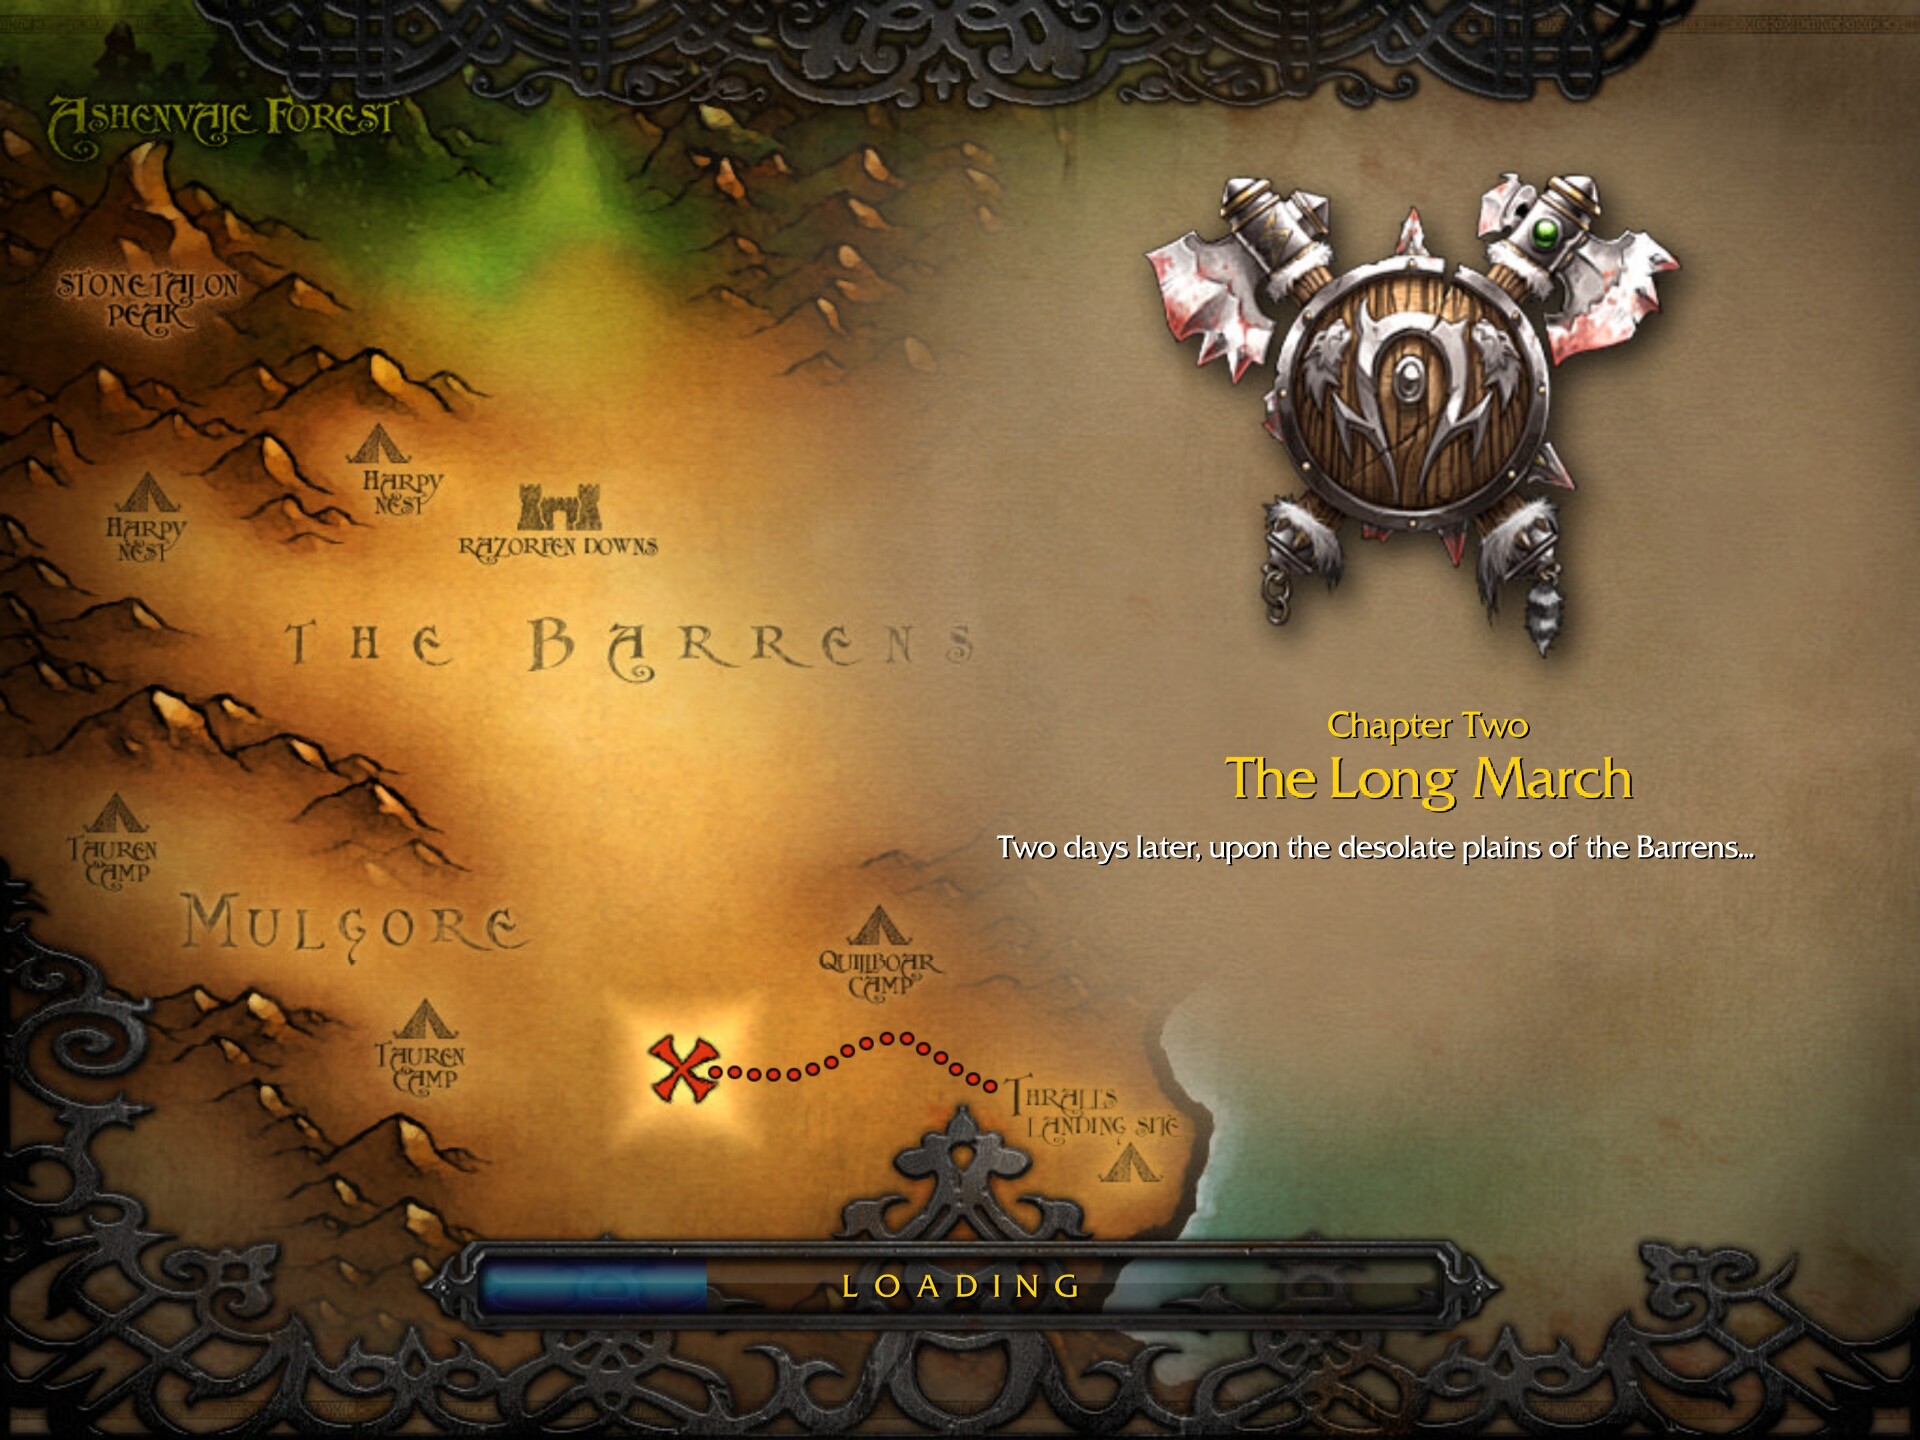 Ashenvale Forest
Stonetalon
Peak
Harpy
Nest
Harpy
Nest
Razorfen Downs
The Barrens
Chapter Two
The Long March
Two days later, upon the desolate plains of the Barrens...
Tauren
Camp
Mulgore
Quillboar
Camp
Tauren
Camp
Thrall's
Landing Site
LOADING